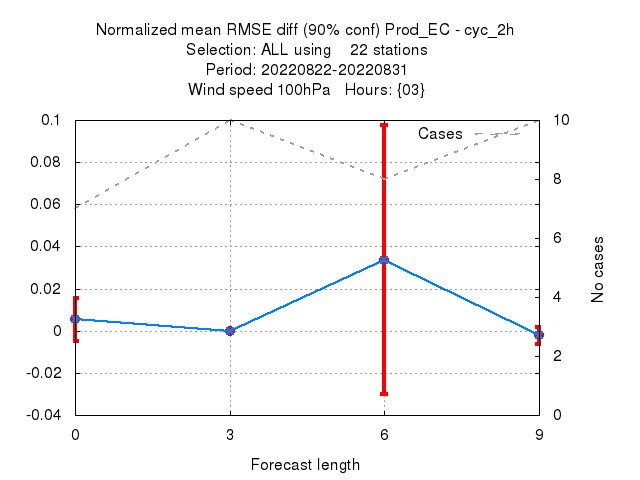 Normalized mean RMSE diff (90% conf) Prod_EC - cyc_2h
Selection: ALL using 22 stations
Period: 20220822-20220831
Wind speed 100hPa Hours: {03}
Cases
0.1
0.08
0.06
0.04
0.02
0
-0.02
-0.04
10
8
6
4
2
0
No cases
0 3 6 9
Forecast length